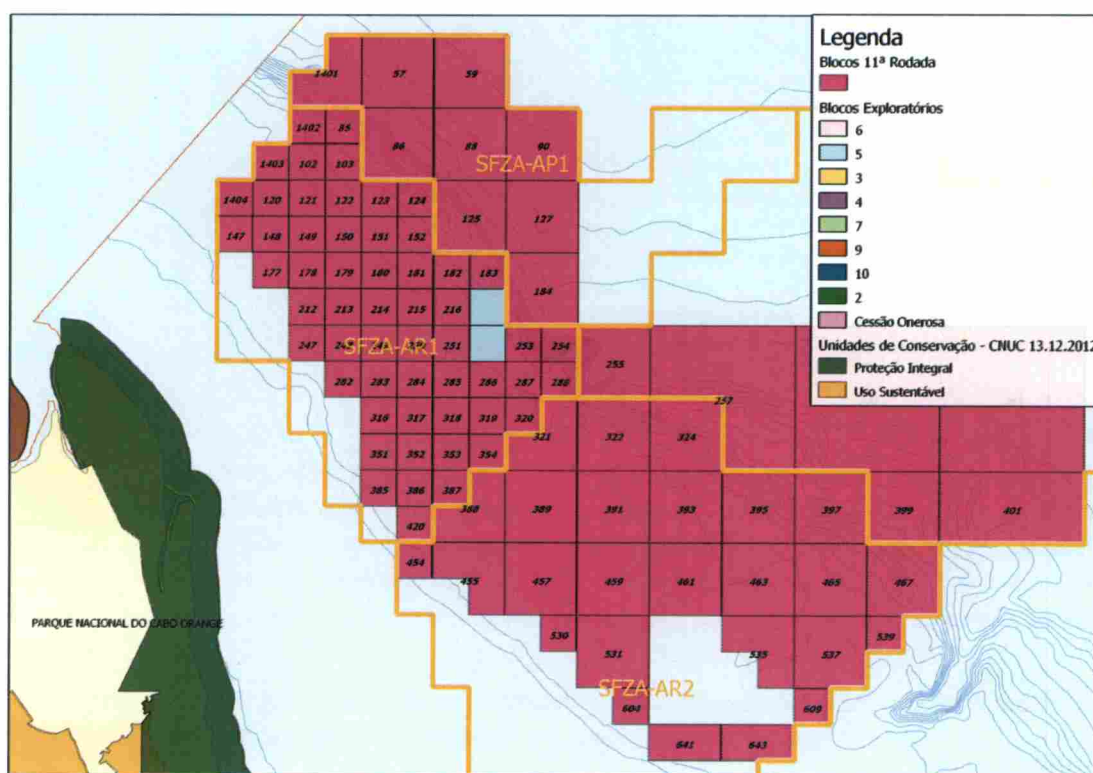 Legenda
Blocos 11ª Rodada
Blocos Exploratórios
6
5
3
4
7
9
10
2
Cessão Onerosa
Unidades de Conservação - CNUC 13.12.2012
Proteção Integral
Uso Sustentável
1401 57 59
1402 85 86 88 90
SFZA-AP1
1403 102 103
1404 120 121 122 123 124
125 127
147 148 149 150 151 152
177 178 179 180 181 182 183
184
212 213 214 215 216
247 251 253 254
SFZA-AR1
255
282 283 284 285 286 287 288
257
316 317 318 319 320
321 322 324
351 352 353 354
385 386 387
388 389 391 393 395 397 399 401
420
454
455 457 459 461 463 465 467
PARQUE NACIONAL DO CABO ORANGE
530 539
531 535 537
SFZA-AR2
604 609
641 643